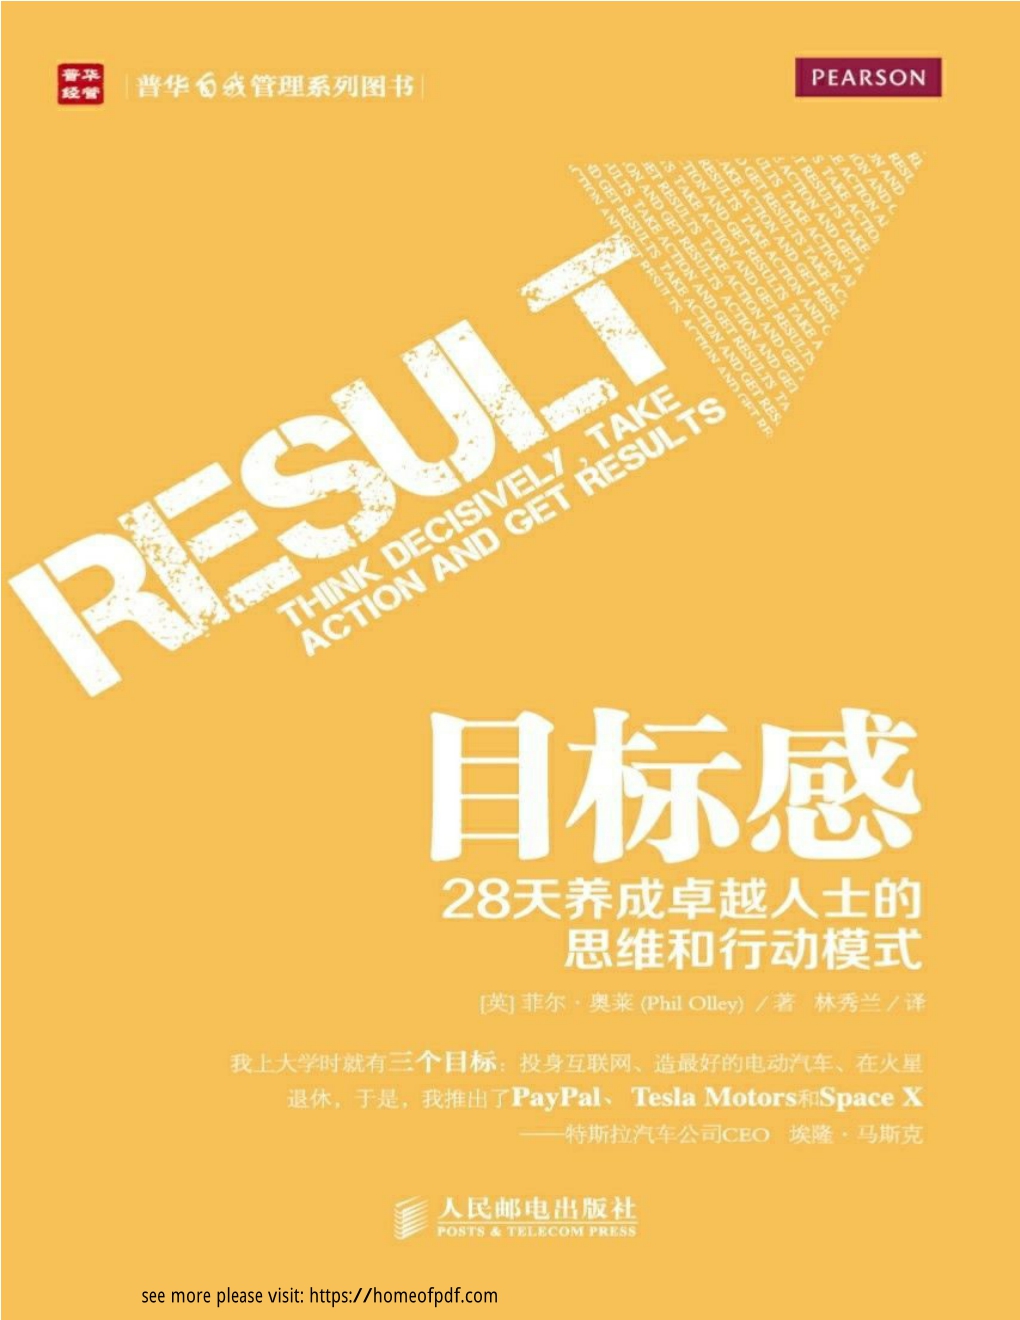 普华
经管
普华自我管理系列图书
PEARSON
RESULT
THINK DECISIVELY, TAKE
ACTION AND GET RESULTS
目标感
28天养成卓越人士的
思维和行动模式
[英] 菲尔·奥莱 (Phil Olley) / 著 林秀兰 / 译
我上大学时就有三个目标：投身互联网、造最好的电动汽车、在火星
退休，于是，我推出了PayPal、Tesla Motors和Space X
——特斯拉汽车公司CEO 埃隆·马斯克
人民邮电出版社
POSTS & TELECOM PRESS
see more please visit: https://homeofpdf.com